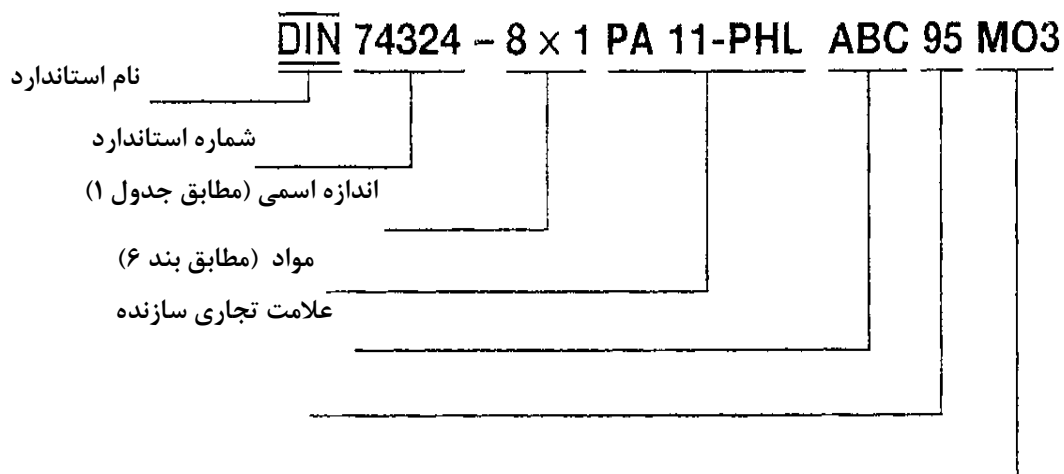 DIN 74324 – 8 × 1 PA 11-PHL ABC 95 MO3
نام استاندارد
شماره استاندارد
اندازه اسمی (مطابق جدول ۱)
مواد (مطابق بند ۶)
علامت تجاری سازنده